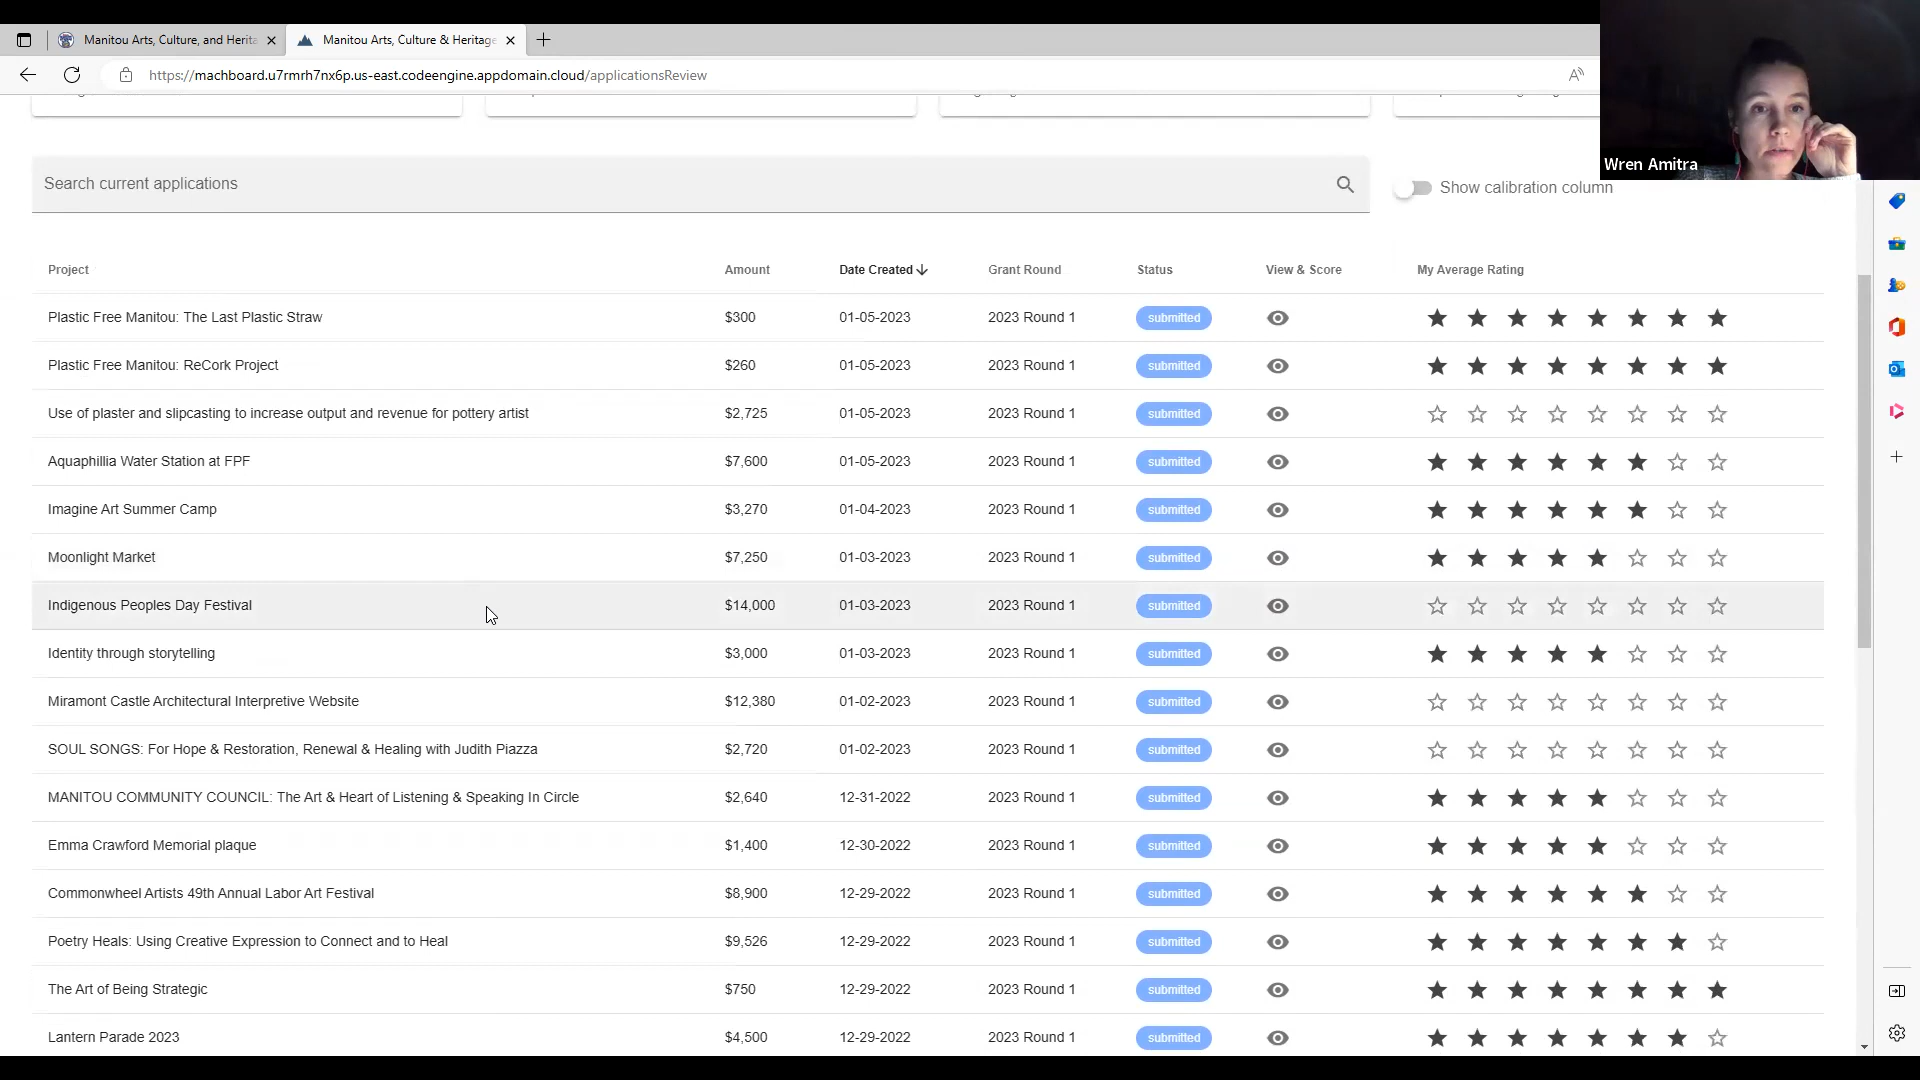 Manitou Arts, Culture, and Herita
Manitou Arts, Culture & Heritage
https://machboard.u7rmrh7nx6p.us-east.codeengine.appdomain.cloud/applicationsReview
Wren Amitra
Search current applications
Show calibration column
Project Amount Date Created Grant Round Status View & Score My Average Rating
Plastic Free Manitou: The Last Plastic Straw $300 01-05-2023 2023 Round 1 submitted
Plastic Free Manitou: ReCork Project $260 01-05-2023 2023 Round 1 submitted
Use of plaster and slipcasting to increase output and revenue for pottery artist $2,725 01-05-2023 2023 Round 1 submitted
Aquaphillia Water Station at FPF $7,600 01-05-2023 2023 Round 1 submitted
Imagine Art Summer Camp $3,270 01-04-2023 2023 Round 1 submitted
Moonlight Market $7,250 01-03-2023 2023 Round 1 submitted
Indigenous Peoples Day Festival $14,000 01-03-2023 2023 Round 1 submitted
Identity through storytelling $3,000 01-03-2023 2023 Round 1 submitted
Miramont Castle Architectural Interpretive Website $12,380 01-02-2023 2023 Round 1 submitted
SOUL SONGS: For Hope & Restoration, Renewal & Healing with Judith Piazza $2,720 01-02-2023 2023 Round 1 submitted
MANITOU COMMUNITY COUNCIL: The Art & Heart of Listening & Speaking In Circle $2,640 12-31-2022 2023 Round 1 submitted
Emma Crawford Memorial plaque $1,400 12-30-2022 2023 Round 1 submitted
Commonwheel Artists 49th Annual Labor Art Festival $8,900 12-29-2022 2023 Round 1 submitted
Poetry Heals: Using Creative Expression to Connect and to Heal $9,526 12-29-2022 2023 Round 1 submitted
The Art of Being Strategic $750 12-29-2022 2023 Round 1 submitted
Lantern Parade 2023 $4,500 12-29-2022 2023 Round 1 submitted